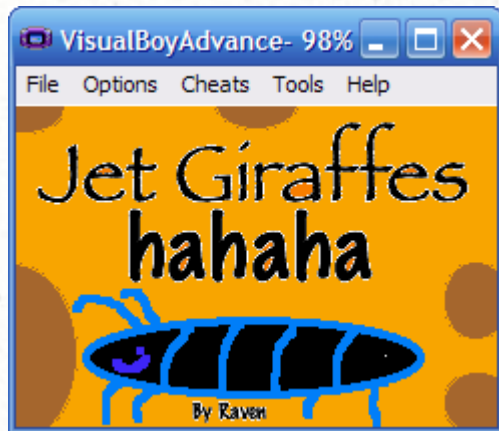 VisualBoyAdvance- 98%
File Options Cheats Tools Help
Jet Giraffes
hahaha
By Raven